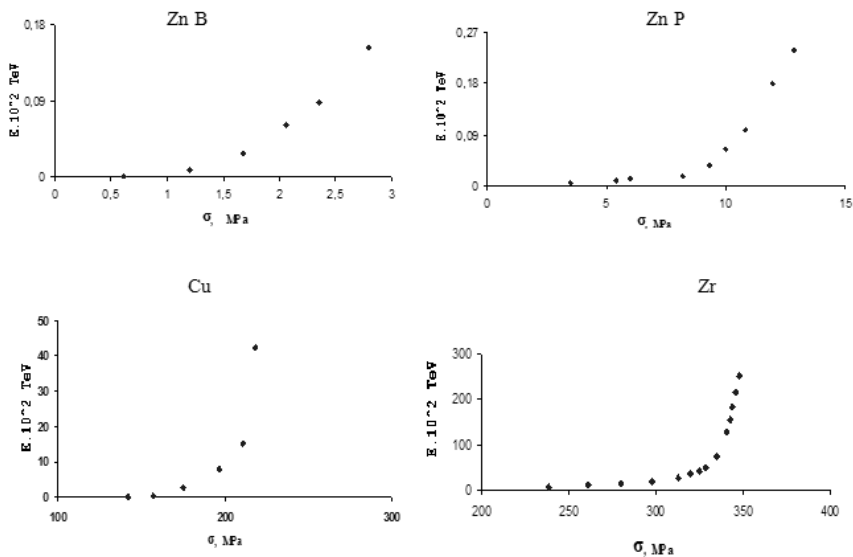 Zn B
0,18
0,09
0
E.10^2 TeV
0 0,5 1 1,5 2 2,5 3
σ, MPa
Zn P
0,27
0,18
0,09
0
E.10^2 TeV
0 5 10 15
σ, MPa
Cu
50
40
30
20
10
0
E.10^2 TeV
100 200 300
σ, MPa
Zr
300
200
100
0
E.10^2 TeV
200 250 300 350 400
σ, MPa